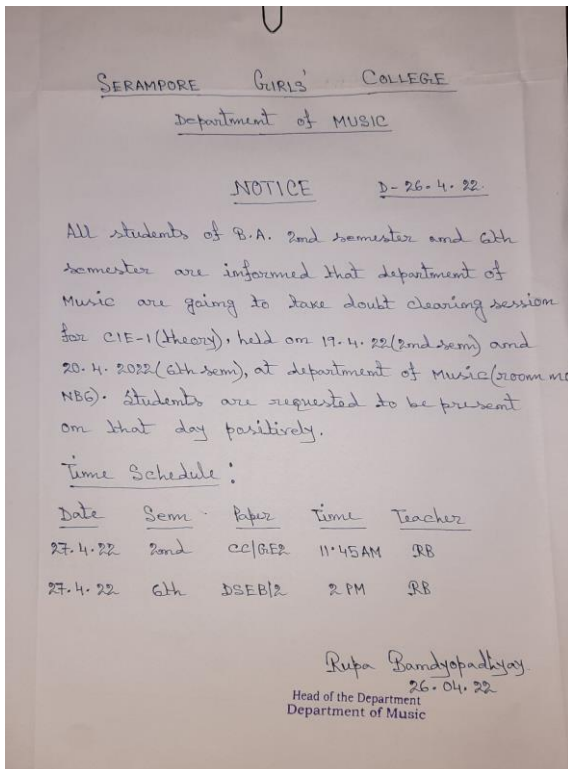 SERAMPORE GIRLS' COLLEGE
Department of MUSIC
NOTICE D- 26.4.22.
All students of B.A. 2nd semester and 6th
semester are informed that department of
Music are going to take doubt clearing session
for CIE-1(theory), held on 19.4.22(2nd sem) and
20.4.2022(6th sem), at department of Music(room no
NB6). Students are requested to be present
on that day positively.
Time Schedule :
Date Sem. Paper Time Teacher
27.4.22 2nd CC/GE2 11.45AM RB
27.4.22 6th DSEB/2 2 PM RB
Rupa Bandyopadhyay.
26.04.22
Head of the Department
Department of Music